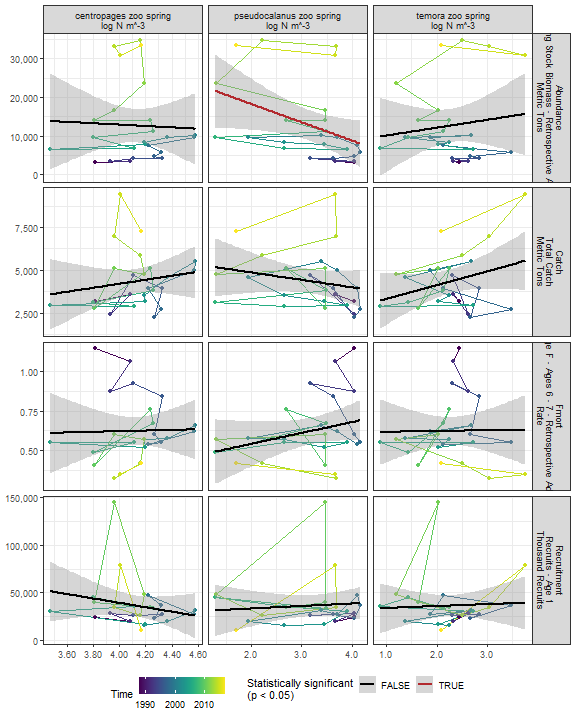 centropages zoo spring
log N m^-3
pseudocalanus zoo spring
log N m^-3
temora zoo spring
log N m^-3
30,000
20,000
10,000
0
Abundance
Stock Biomass - Retrospective
Metric Tons
7,500
5,000
2,500
Catch
Total Catch
Metric Tons
1.00
0.75
0.50
Fmort
F - Ages 6 - 7 - Retrospective
Rate
150,000
100,000
50,000
0
Recruitment
Recruits - Age 1
Thousand Recruits
3.60 3.80 4.00 4.20 4.40 4.60
2.0 3.0 4.0
1.0 2.0 3.0
Time
1990 2000 2010
Statistically significant
(p < 0.05)
FALSE
TRUE